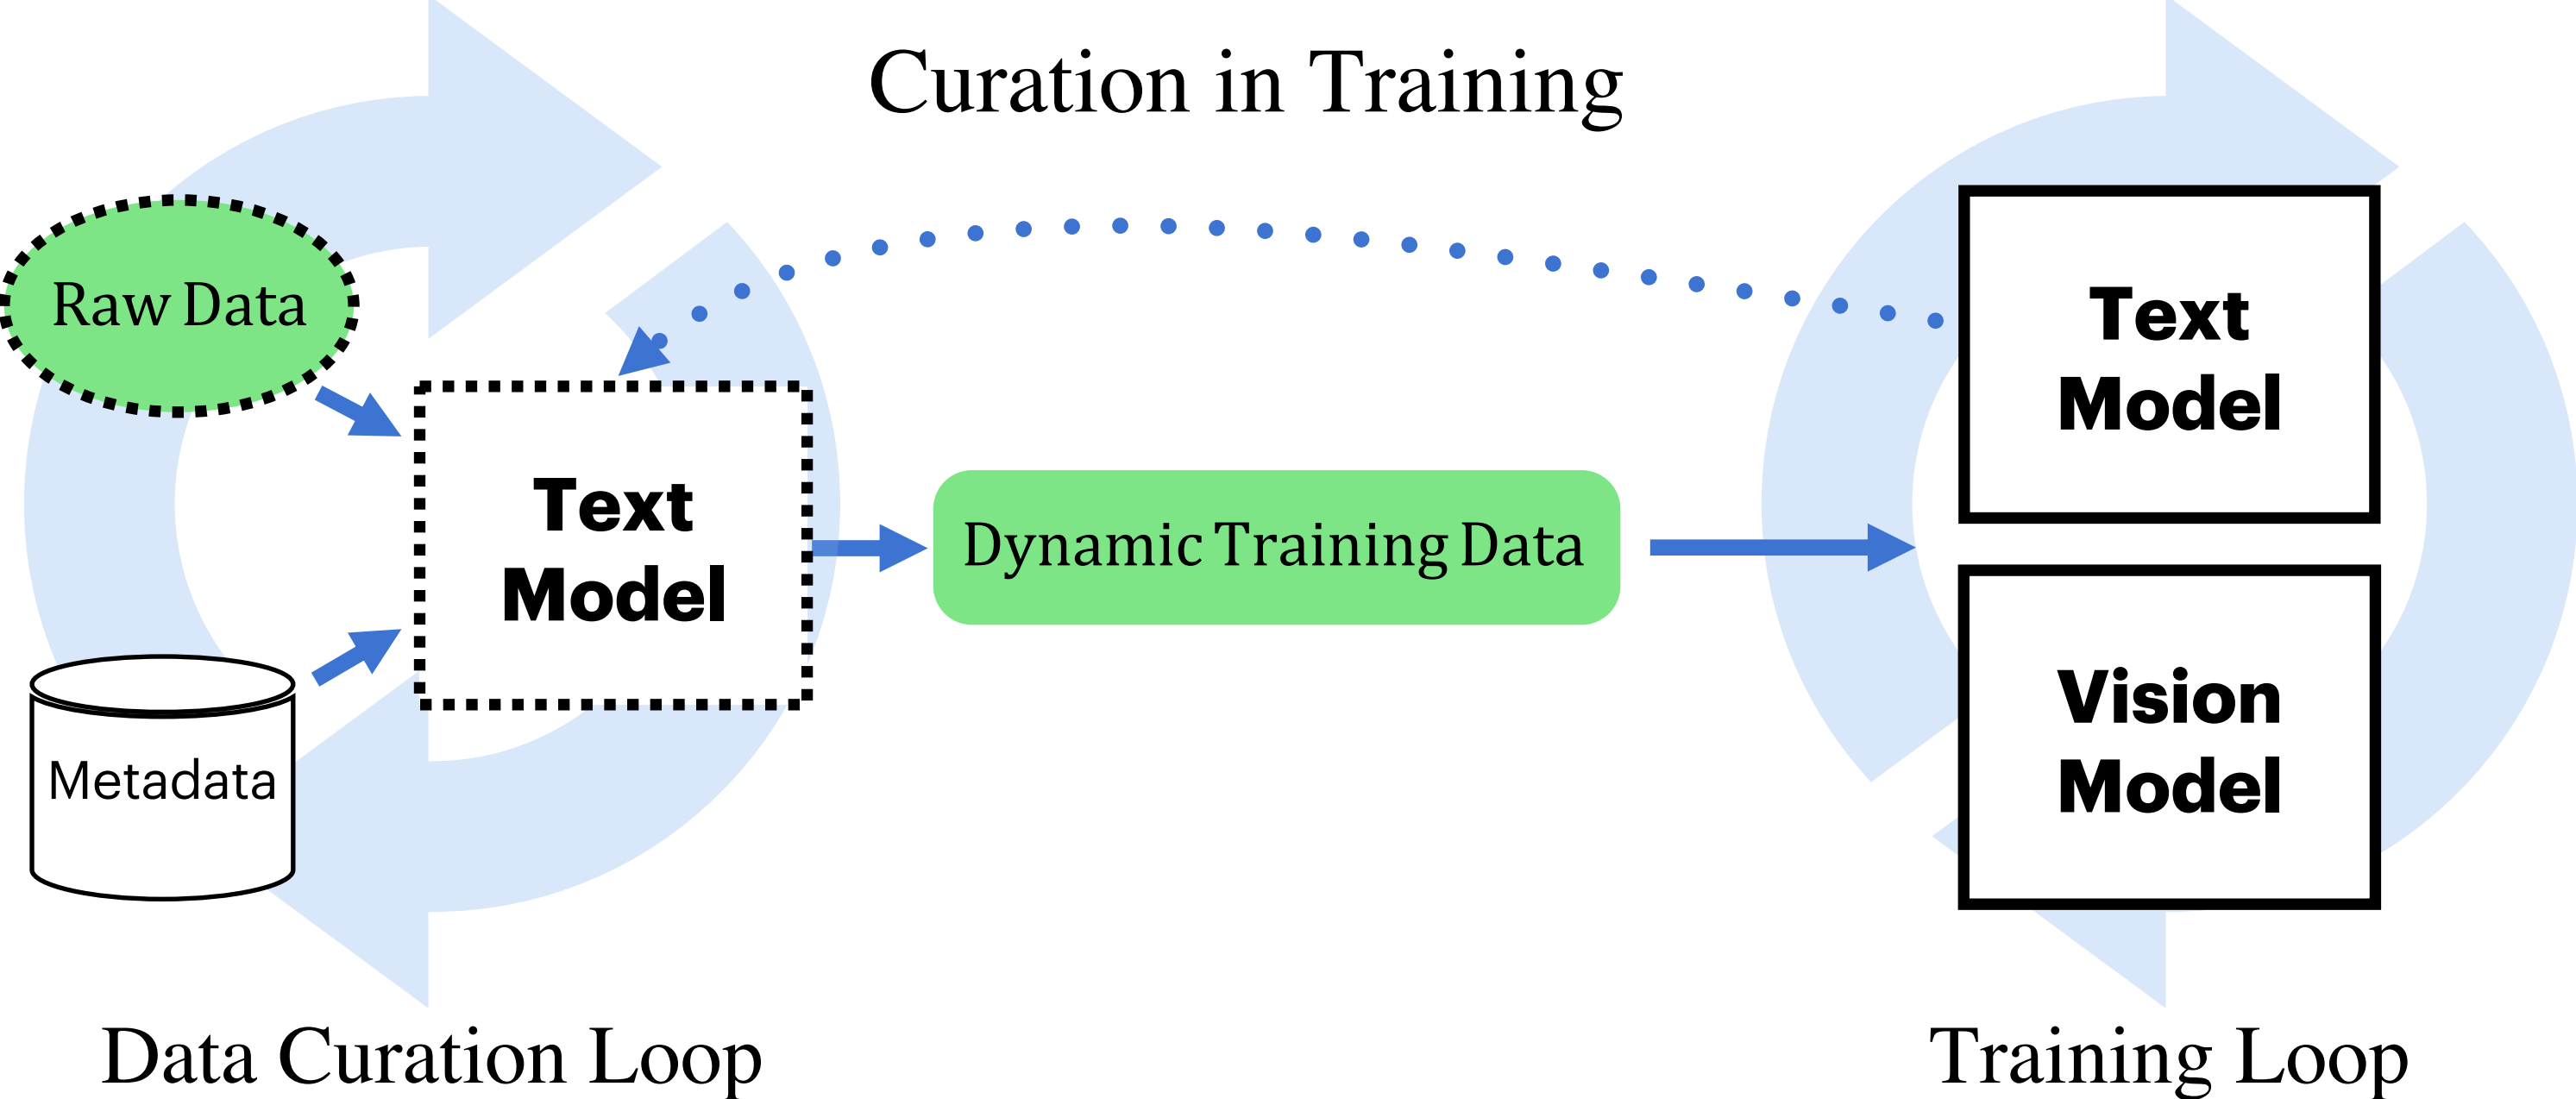 Curation in Training
Raw Data
Text
Model
Metadata
Dynamic Training Data
Text
Model
Vision
Model
Data Curation Loop
Training Loop